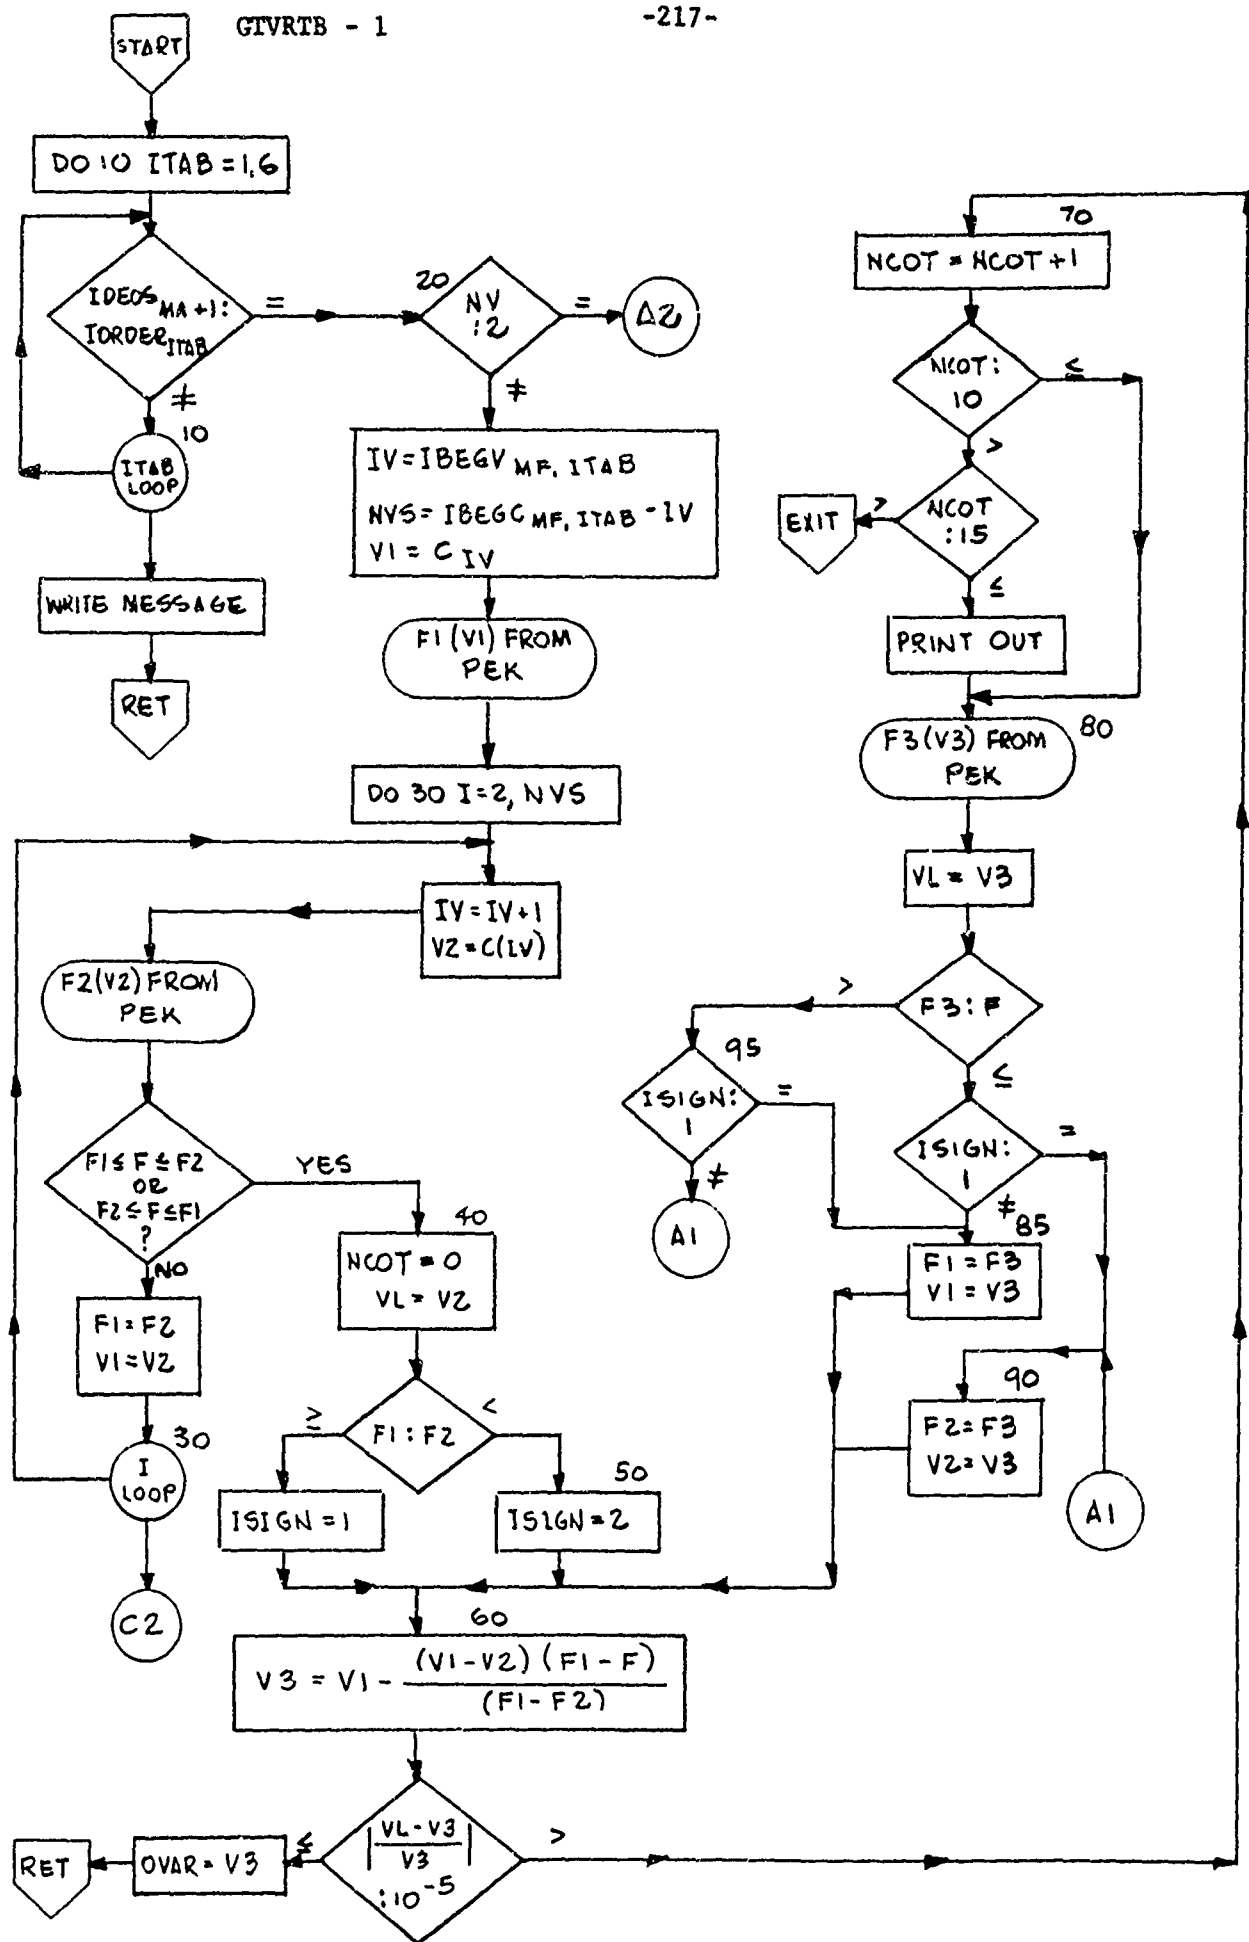 GTVRTB - 1
-217-
START
DO 10 ITAB = 1,6
IDEOS MA +1:
IORDER ITAB
=
≠
10
ITAB
LOOP
WRITE MESSAGE
RET
20
NV
:2
=
A2
≠
IV = IBEGV MF, ITAB
NVS = IBEGC MF, ITAB - IV
V1 = C IV
F1 (V1) FROM
PEK
DO 30 I=2, NVS
IV = IV+1
V2 = C(IV)
F2(V2) FROM
PEK
F1 ≤ F ≤ F2
OR
F2 ≤ F ≤ F1
?
YES
NO
F1 = F2
V1 = V2
30
I
LOOP
C2
40
NCOT = 0
VL = V2
F1 : F2
≥
<
ISIGN = 1
50
ISIGN = 2
60
V3 = V1 - (V1-V2) (F1-F) / (F1-F2)
| VL - V3 / V3 |
:10^-5
≤
>
OVAR = V3
RET
70
NCOT = NCOT +1
NCOT:
10
≤
>
NCOT
:15
>
EXIT
≤
PRINT OUT
80
F3 (V3) FROM
PEK
VL = V3
F3 : F
>
≤
95
ISIGN:
1
=
≠
A1
ISIGN:
1
=
≠
85
F1 = F3
V1 = V3
90
F2 = F3
V2 = V3
A1